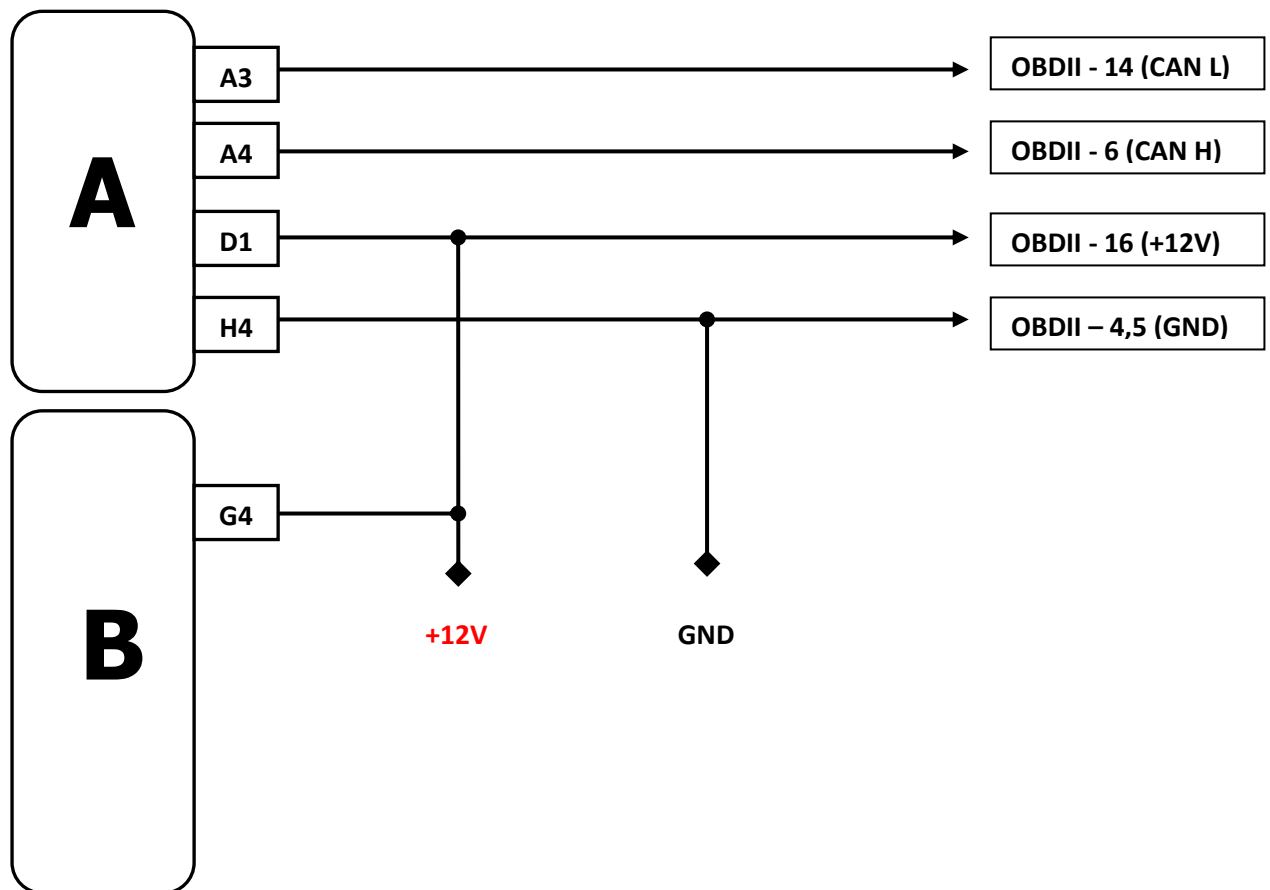 A
A3
OBDII - 14 (CAN L)
A4
OBDII - 6 (CAN H)
D1
OBDII - 16 (+12V)
H4
OBDII – 4,5 (GND)
B
G4
+12V
GND